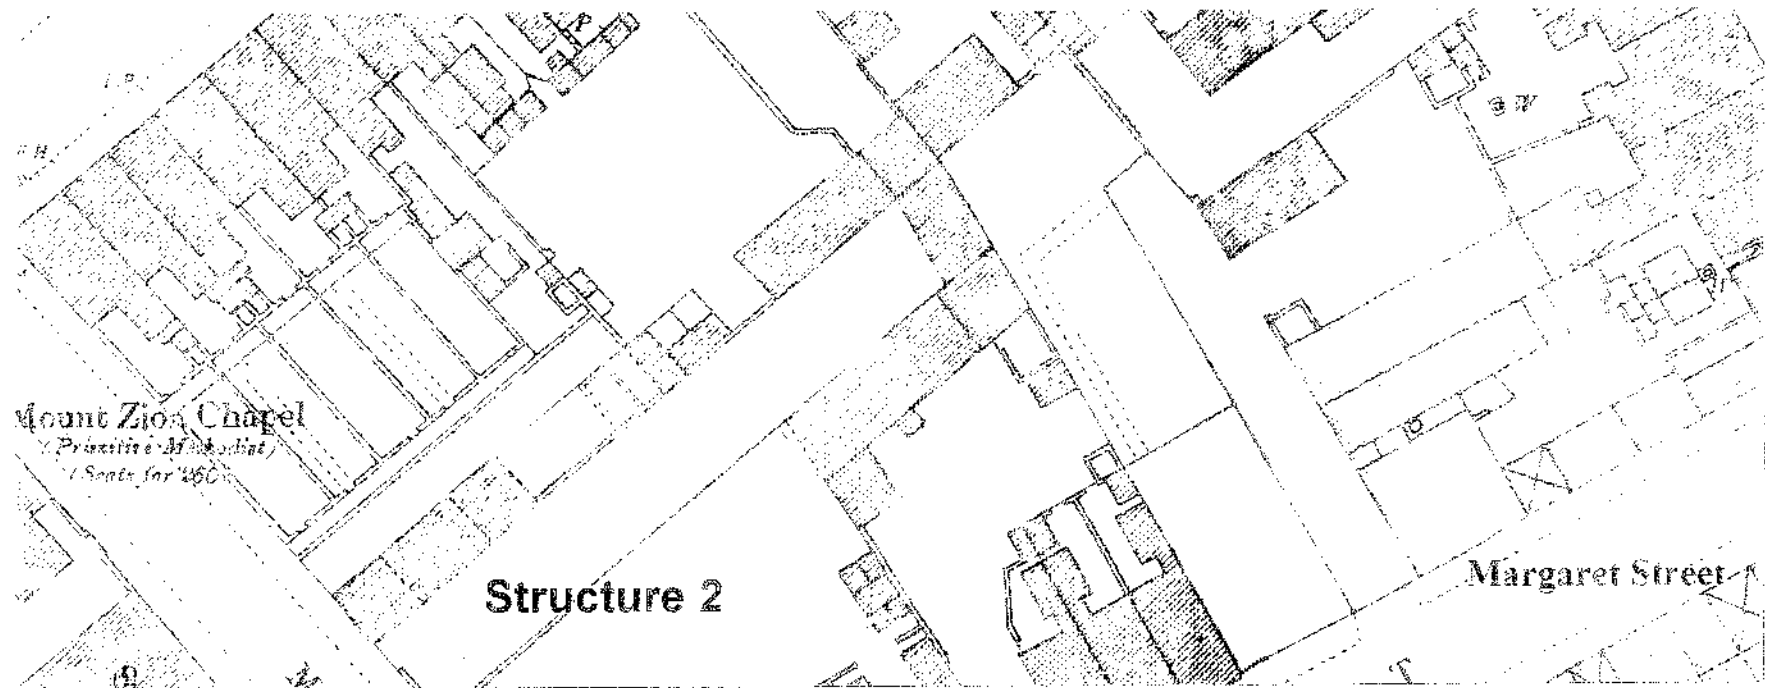 P
P.
H.
W
Mount Zion Chapel
(Primitive Methodist)
(Seats for 260)
Structure 2
Margaret Street